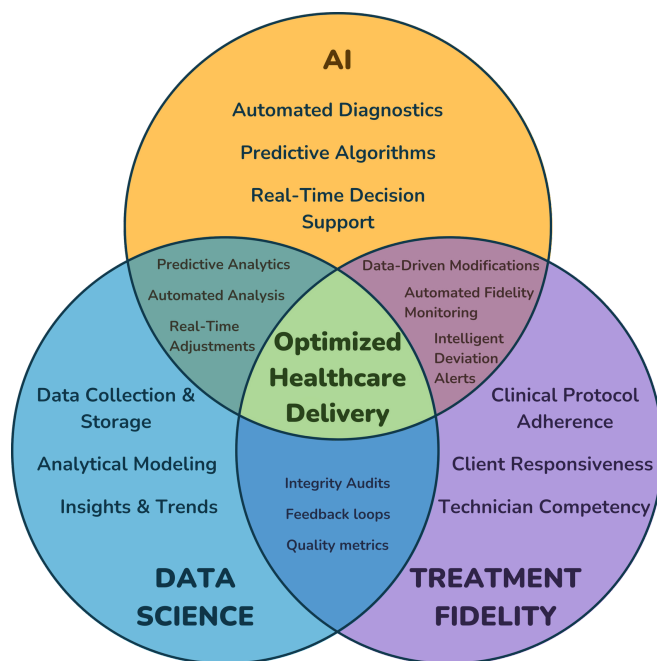 AI
Automated Diagnostics
Predictive Algorithms
Real-Time Decision
Support
Predictive Analytics
Automated Analysis
Real-Time
Adjustments
Data-Driven Modifications
Automated Fidelity
Monitoring
Intelligent
Deviation
Alerts
Optimized
Healthcare
Delivery
Data Collection &
Storage
Analytical Modeling
Insights & Trends
Clinical Protocol
Adherence
Client Responsiveness
Technician Competency
Integrity Audits
Feedback loops
Quality metrics
DATA
SCIENCE
TREATMENT
FIDELITY